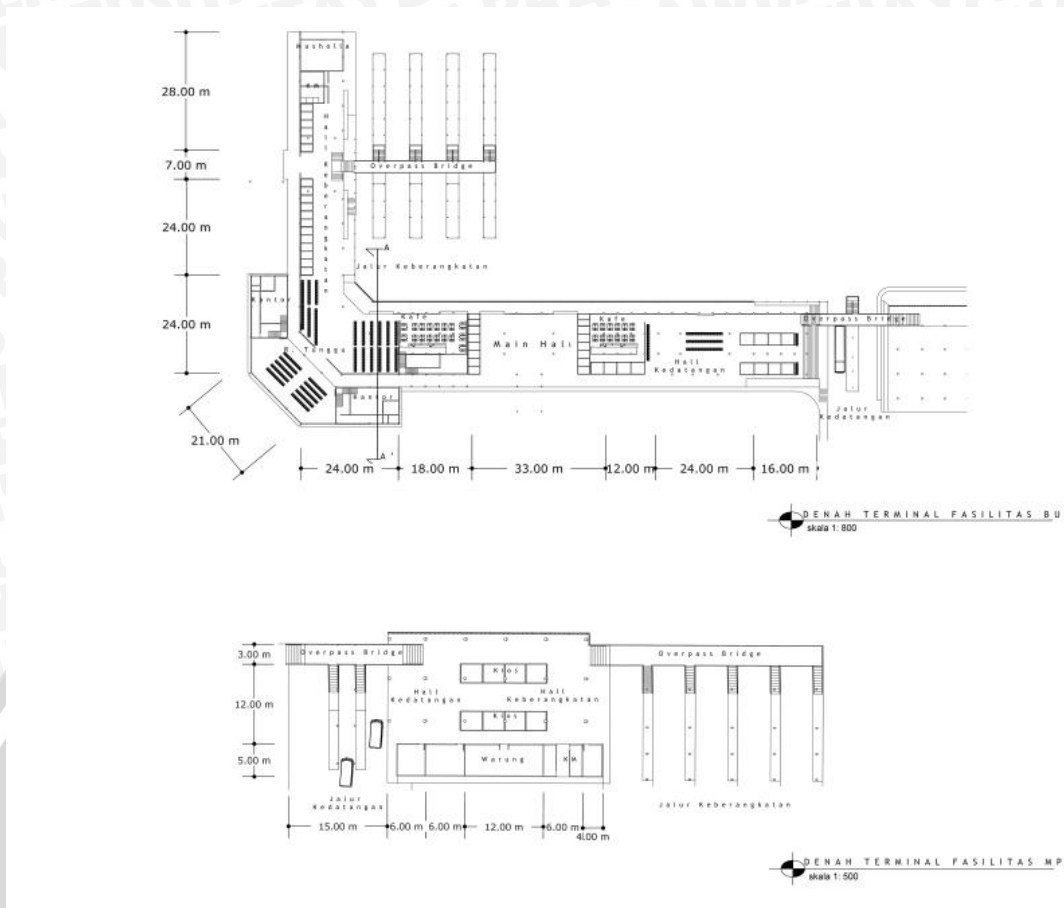 Musholla
KM
Hall Keberangkatan
28.00 m
7.00 m
24.00 m
24.00 m
21.00 m
Overpass Bridge
A
Jalur Keberangkatan
Kantor
R. Tunggu
Kantor
Kafe
Main Hall
Kafe
Hall
Kedatangan
Overpass Bridge
Jalur
Kedatangan
A'
24.00 m
18.00 m
33.00 m
12.00 m
24.00 m
16.00 m
DENAH TERMINAL FASILITAS BU
skala 1: 800
3.00 m
12.00 m
5.00 m
Overpass Bridge
Overpass Bridge
Kios
Hall
Kedatangan
Hall
Keberangkatan
Kios
Warung
KM
Jalur
Kedatangan
Jalur Keberangkatan
15.00 m
6.00 m
6.00 m
12.00 m
6.00 m
4.00 m
DENAH TERMINAL FASILITAS MP
skala 1: 500